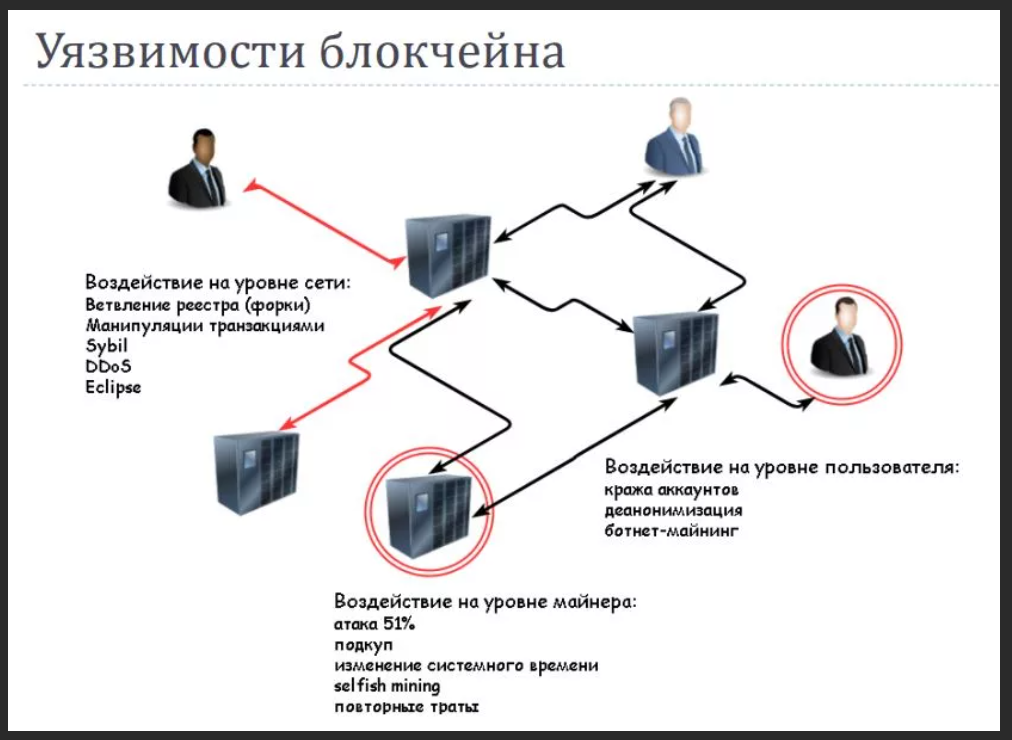 Уязвимости блокчейна
Воздействие на уровне сети:
Ветвление реестра (форки)
Манипуляции транзакциями
Sybil
DDoS
Eclipse
Воздействие на уровне пользователя:
кража аккаунтов
деанонимизация
ботнет-майнинг
Воздействие на уровне майнера:
атака 51%
подкуп
изменение системного времени
selfish mining
повторные траты